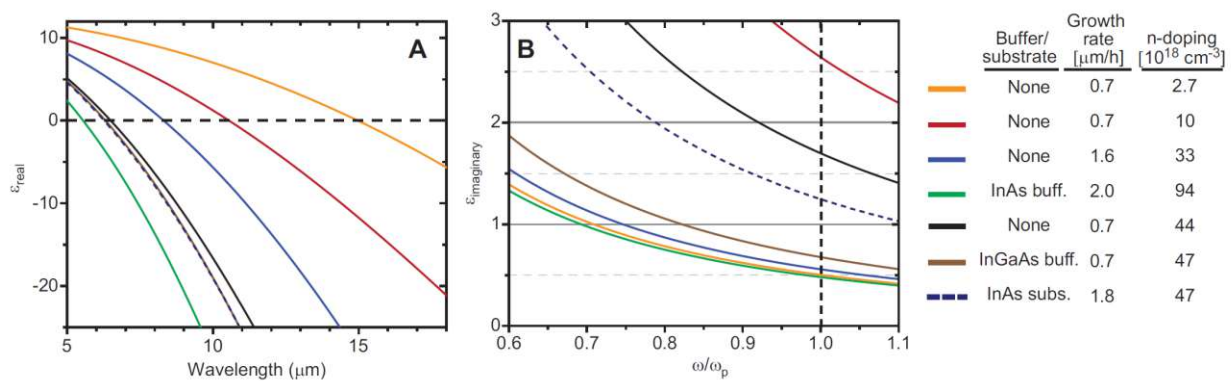 A
10
0
-10
-20
ε_real
5
10
15
Wavelength (μm)
B
3
2
1
0
ε_imaginary
0.6 0.7 0.8 0.9 1.0 1.1
ω/ω_p
Buffer/ substrate
Growth rate [μm/h]
n-doping [10^18 cm^-3]
None 0.7 2.7
None 0.7 10
None 1.6 33
InAs buff. 2.0 94
None 0.7 44
InGaAs buff. 0.7 47
InAs subs. 1.8 47